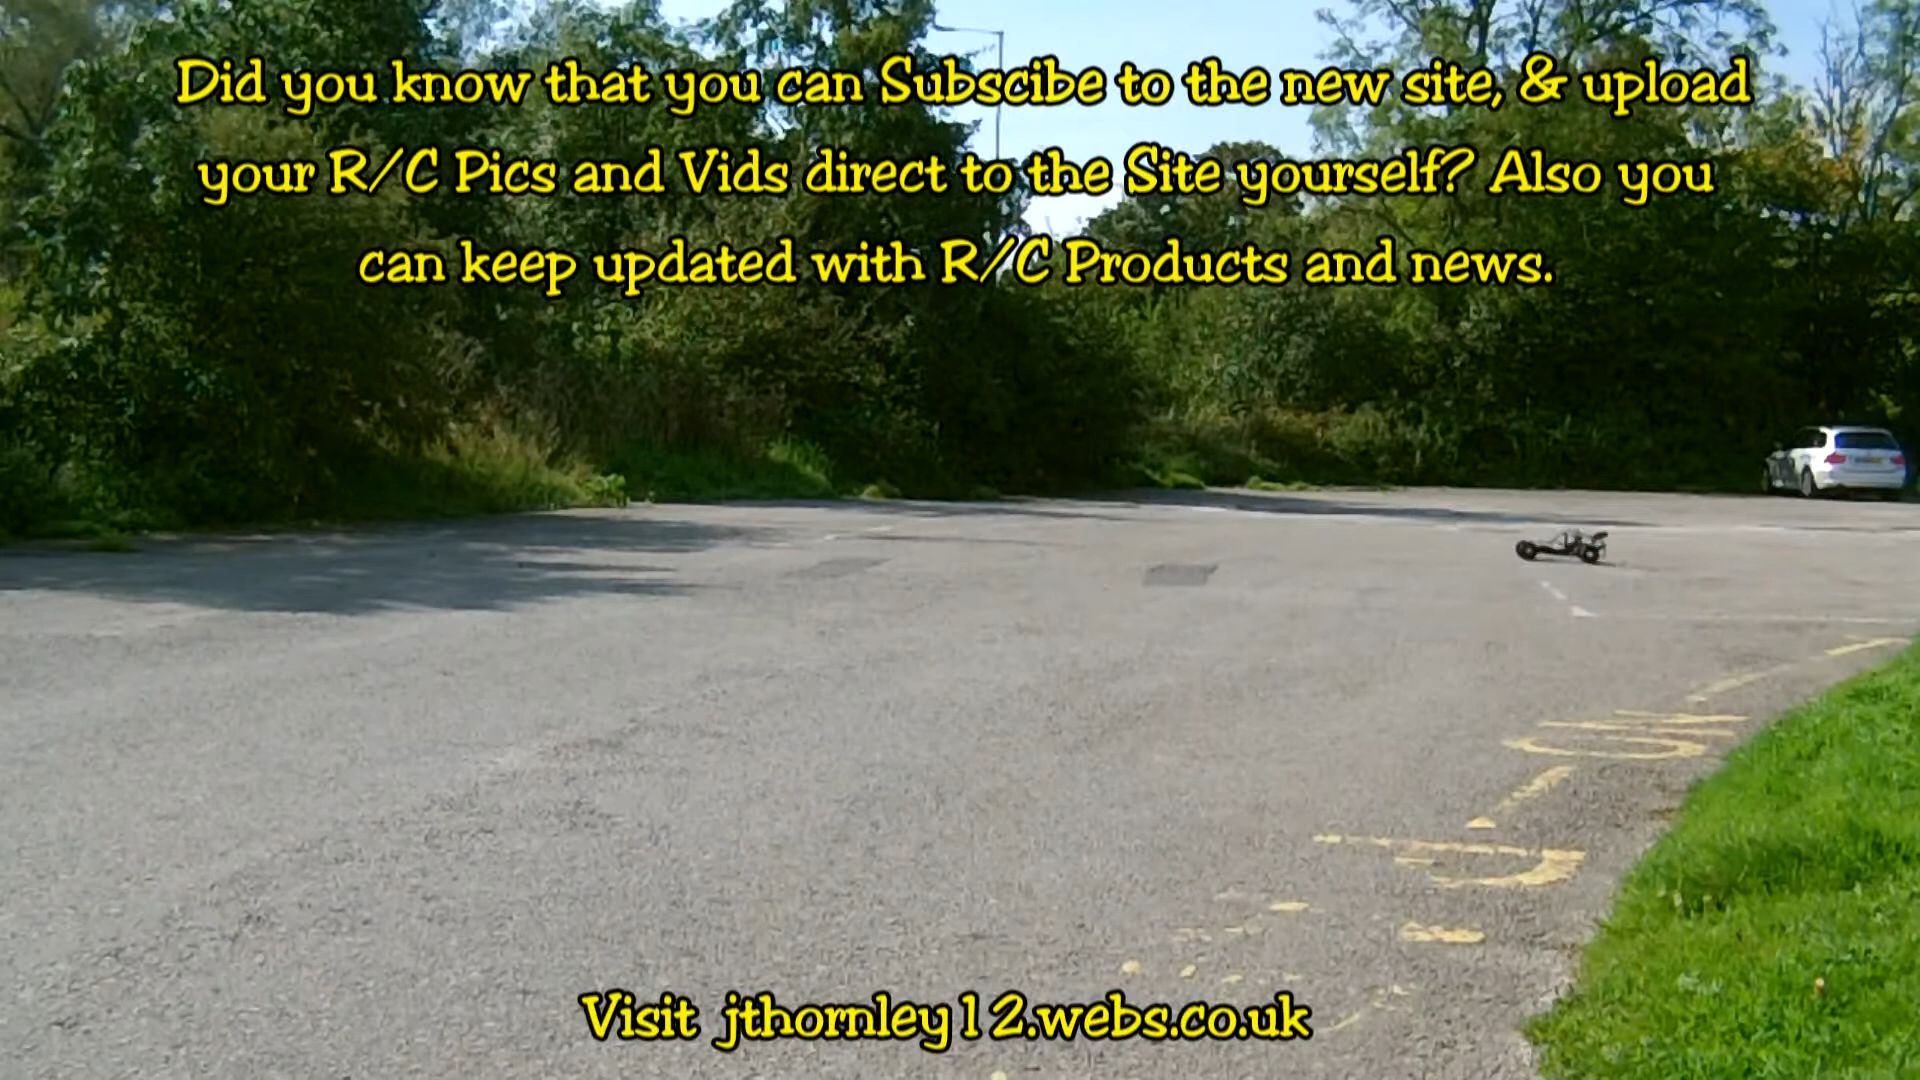 Did you know that you can Subscibe to the new site, & upload
your R/C Pics and Vids direct to the Site yourself? Also you
can keep updated with R/C Products and news.
Visit jthornley12.webs.co.uk